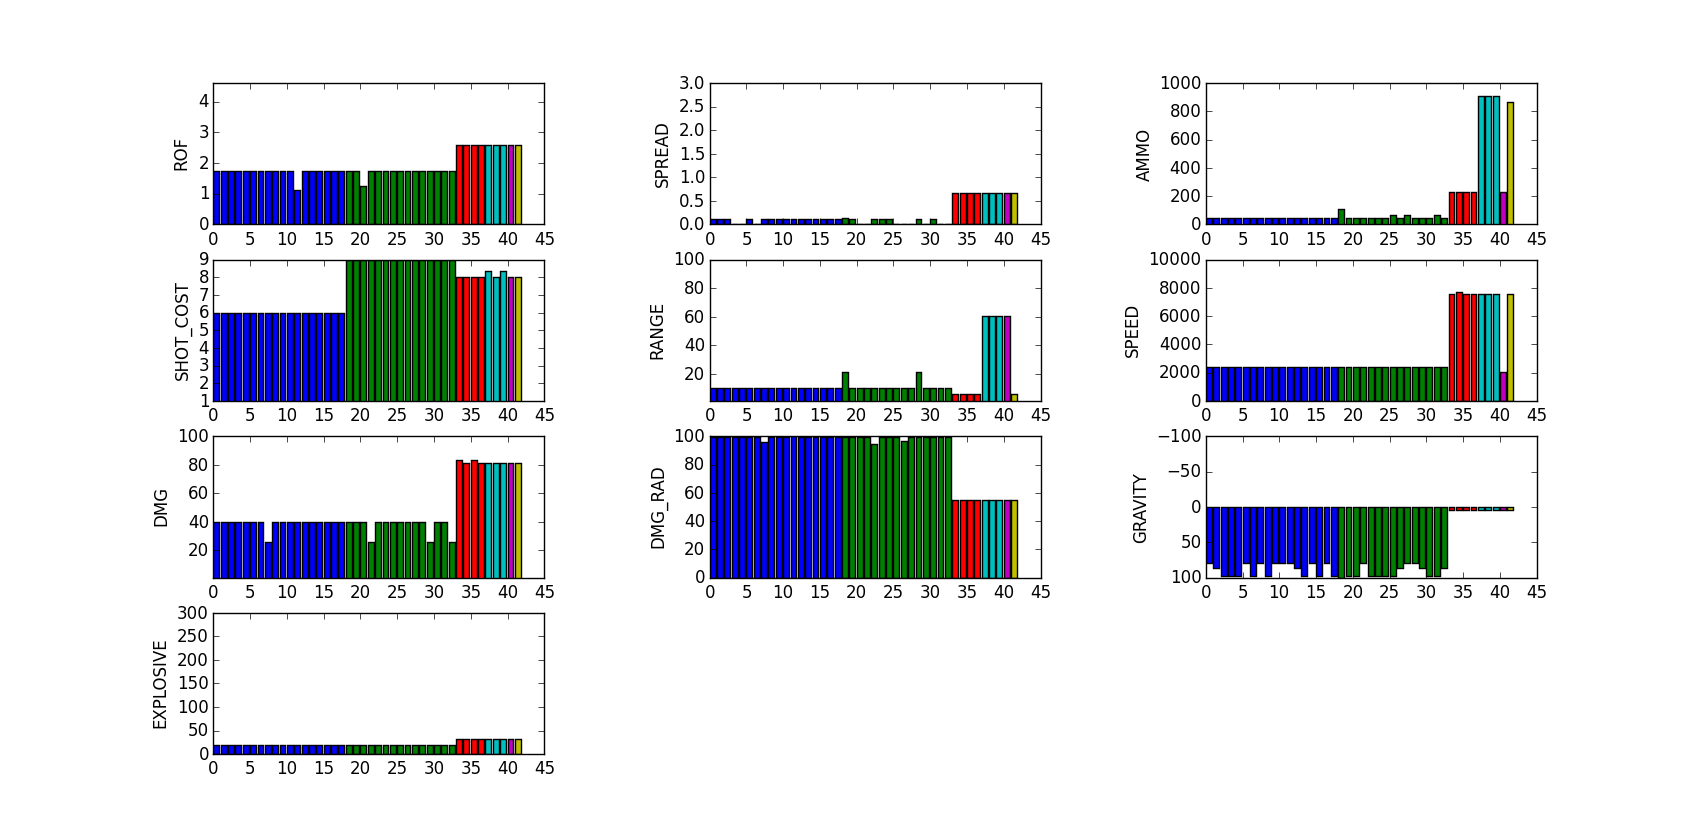 ROF
0 1 2 3 4
0 5 10 15 20 25 30 35 40 45
SPREAD
0.0 0.5 1.0 1.5 2.0 2.5 3.0
0 5 10 15 20 25 30 35 40 45
AMMO
0 200 400 600 800 1000
0 5 10 15 20 25 30 35 40 45
SHOT_COST
1 2 3 4 5 6 7 8 9
0 5 10 15 20 25 30 35 40 45
RANGE
20 40 60 80 100
0 5 10 15 20 25 30 35 40 45
SPEED
0 2000 4000 6000 8000 10000
0 5 10 15 20 25 30 35 40 45
DMG
20 40 60 80 100
0 5 10 15 20 25 30 35 40 45
DMG_RAD
0 20 40 60 80 100
0 5 10 15 20 25 30 35 40 45
GRAVITY
−100 −50 0 50 100
0 5 10 15 20 25 30 35 40 45
EXPLOSIVE
0 50 100 150 200 250 300
0 5 10 15 20 25 30 35 40 45